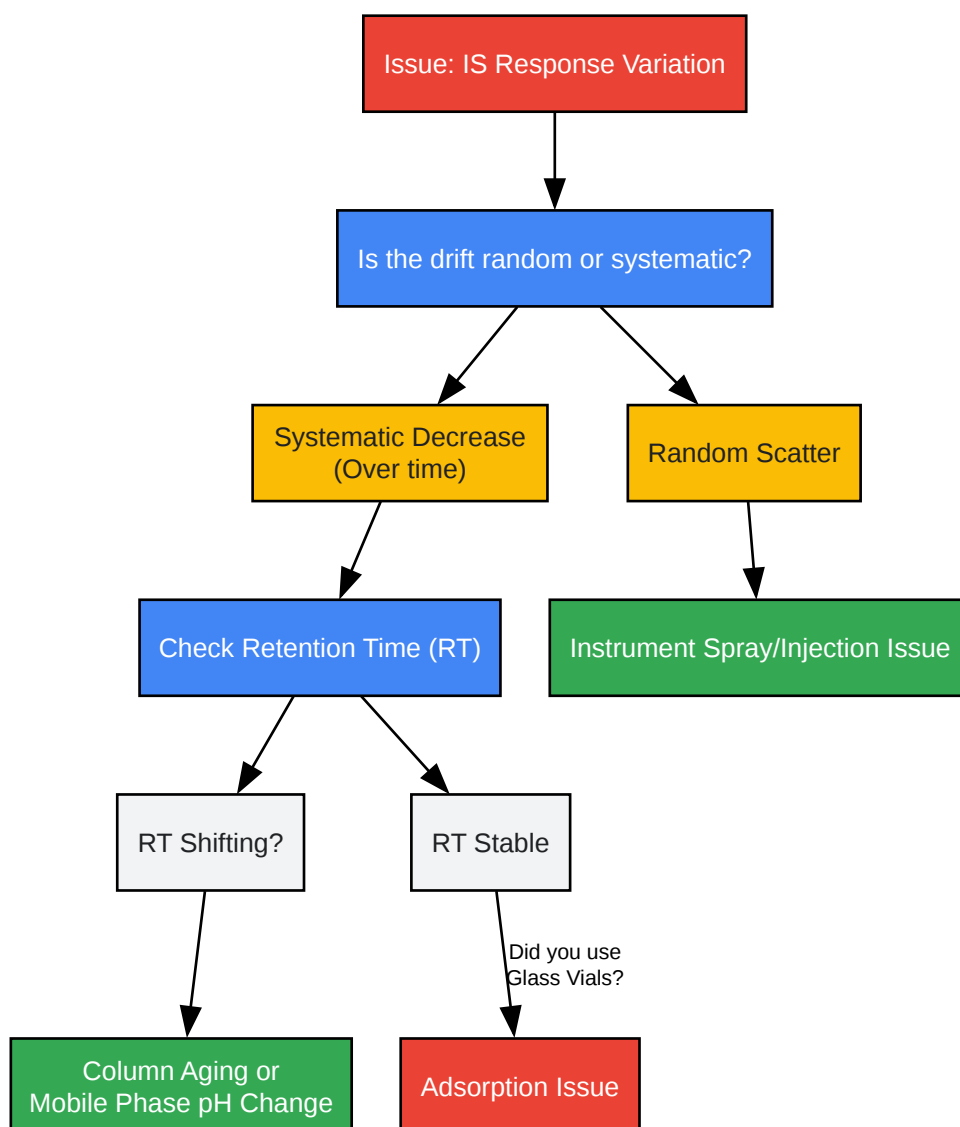 Issue: IS Response Variation
Is the drift random or systematic?
Systematic Decrease
(Over time)
Random Scatter
Check Retention Time (RT)
Instrument Spray/Injection Issue
RT Shifting?
RT Stable
Did you use
Glass Vials?
Column Aging or
Mobile Phase pH Change
Adsorption Issue